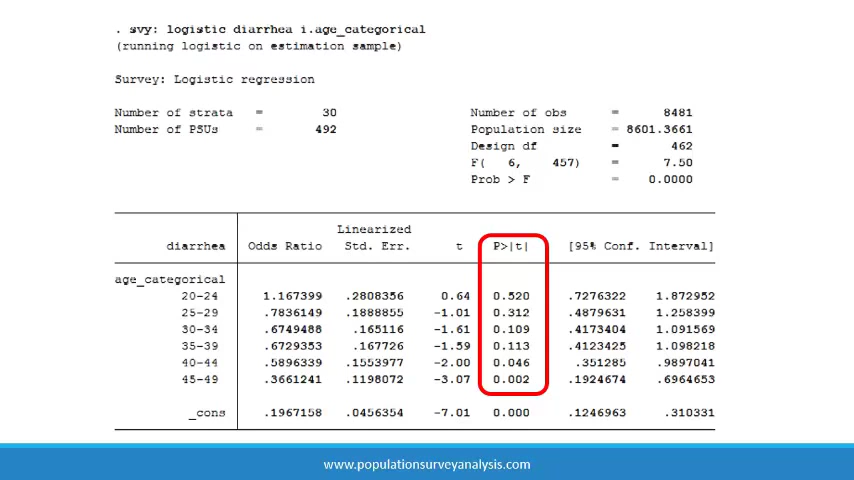 . svy: logistic diarrhea i.age_categorical
(running logistic on estimation sample)
Survey: Logistic regression
Number of strata = 30 Number of obs = 8481
Number of PSUs = 492 Population size = 8601.3661
Design df = 462
F( 6, 457) = 7.50
Prob > F = 0.0000
Linearized
diarrhea Odds Ratio Std. Err. t P>|t| [95% Conf. Interval]
age_categorical
20-24 1.167399 .2808356 0.64 0.520 .7276322 1.872952
25-29 .7836149 .1888855 -1.01 0.312 .4879631 1.258399
30-34 .6749488 .165116 -1.61 0.109 .4173404 1.091569
35-39 .6729353 .167726 -1.59 0.113 .4123425 1.098218
40-44 .5896339 .1553977 -2.00 0.046 .351285 .9897041
45-49 .3661241 .1198072 -3.07 0.002 .1924674 .6964653
_cons .1967158 .0456354 -7.01 0.000 .1246963 .310331
www.populationsurveyanalysis.com